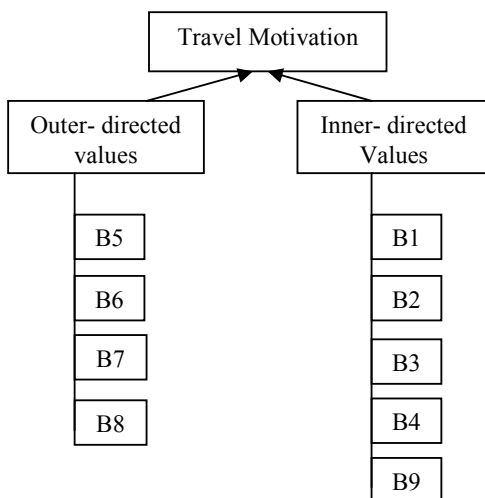 Travel Motivation
Outer- directed
values
B5
B6
B7
B8
Inner- directed
Values
B1
B2
B3
B4
B9